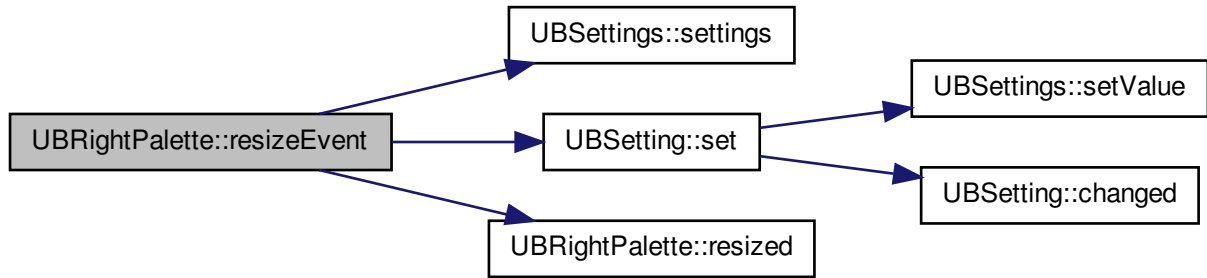 UBSettings::settings
UBSettings::setValue
UBRightPalette::resizeEvent
UBSetting::set
UBSetting::changed
UBRightPalette::resized